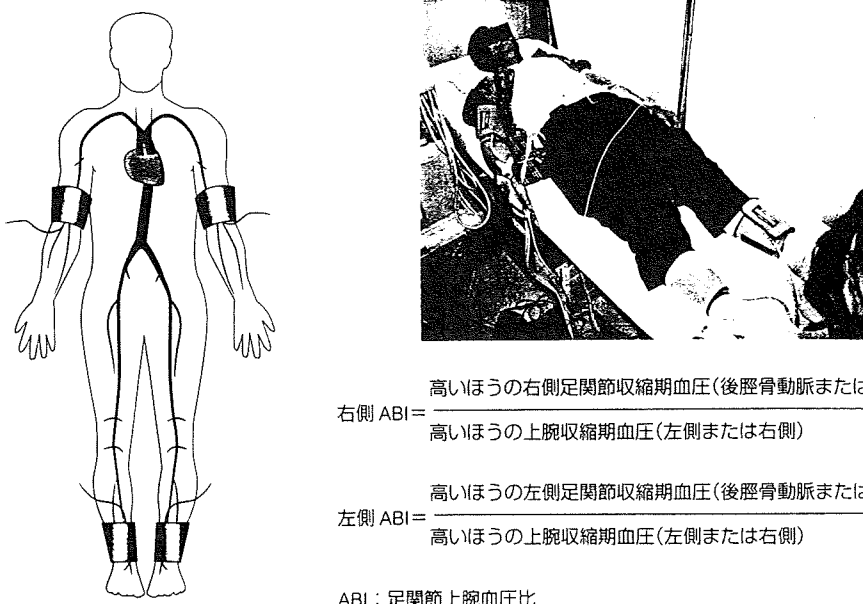 高いほうの右側足関節収縮期血圧(後脛骨動脈または
右側 ABI=
高いほうの上腕収縮期血圧(左側または右側)
高いほうの左側足関節収縮期血圧(後脛骨動脈または
左側 ABI=
高いほうの上腕収縮期血圧(左側または右側)
ABI:足関節上腕血圧比